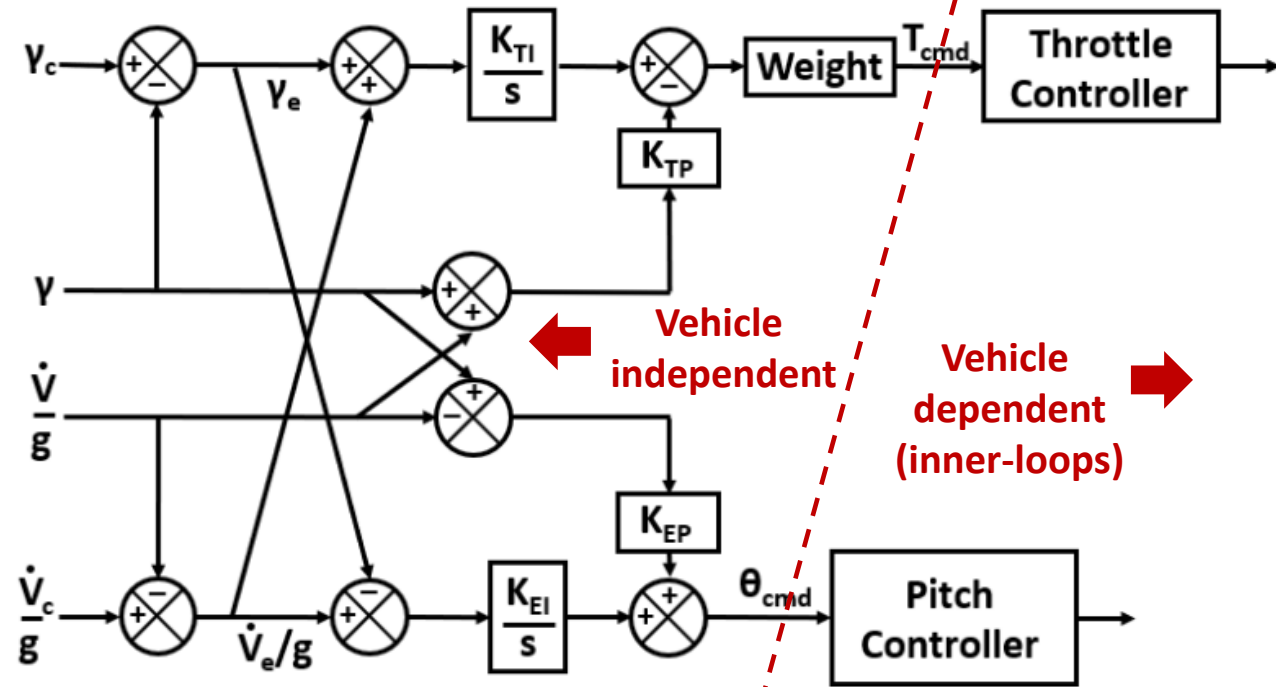 γc
+
−
γe
+
+
KTI
s
+
−
Weight
Tcmd
Throttle
Controller
KTP
γ
+
+
Vehicle
independent
Vehicle
dependent
(inner-loops)
V̇
g
+
−
KEP
V̇c
g
−
+
V̇e/g
−
+
KEI
s
+
+
θcmd
Pitch
Controller